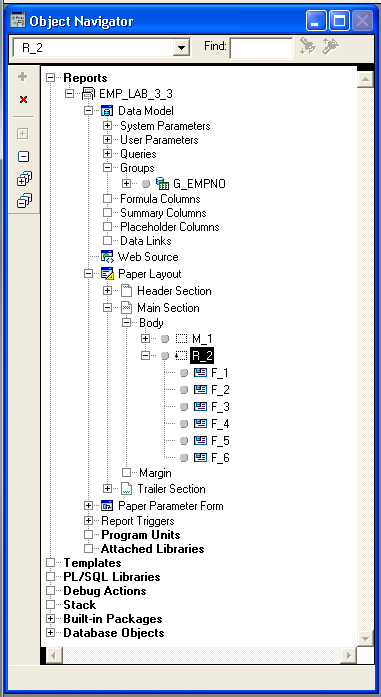 Object Navigator
R_2
Find:
Reports
EMP_LAB_3_3
Data Model
System Parameters
User Parameters
Queries
Groups
G_EMPNO
Formula Columns
Summary Columns
Placeholder Columns
Data Links
Web Source
Paper Layout
Header Section
Main Section
Body
M_1
R_2
F_1
F_2
F_3
F_4
F_5
F_6
Margin
Trailer Section
Paper Parameter Form
Report Triggers
Program Units
Attached Libraries
Templates
PL/SQL Libraries
Debug Actions
Stack
Built-in Packages
Database Objects